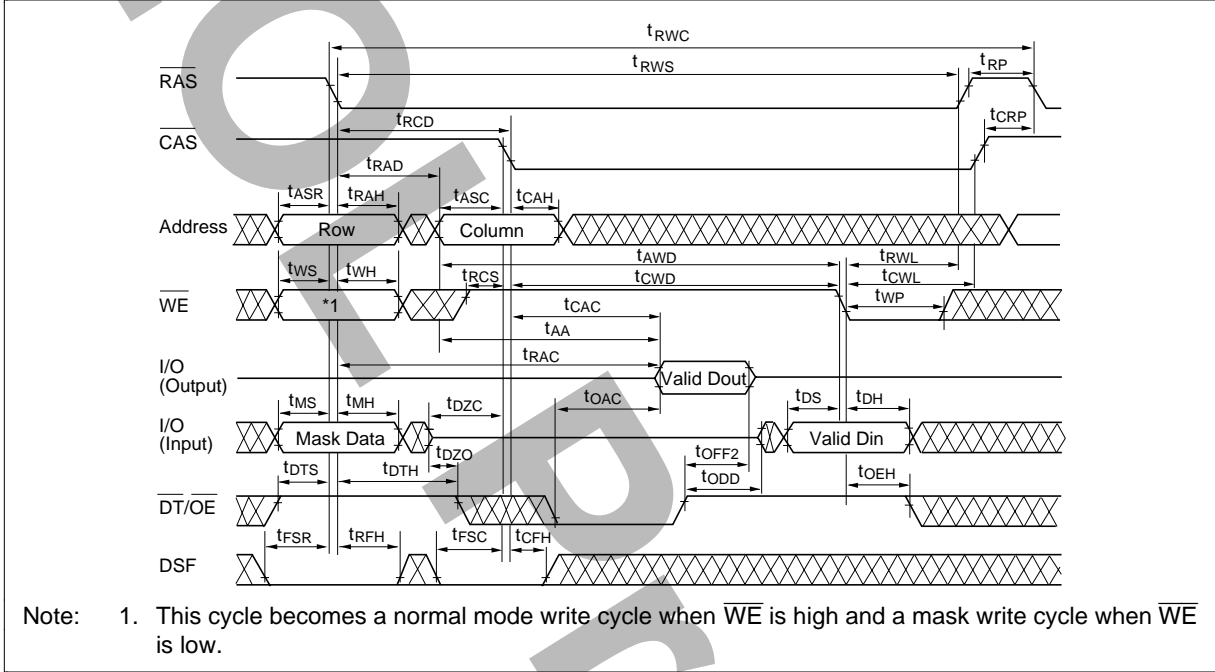 tRWC
tRWS
tRP
RAS
tRCD
tCRP
CAS
tRAD
tASR tRAH tASC tCAH
Address Row Column
tAWD tRWL
tWS tWH tRCS tCWD tCWL
WE *1 tWP
tCAC
tAA
tRAC
I/O
(Output) Valid Dout
tMS tMH tDZC tOAC tDS tDH
I/O
(Input) Mask Data Valid Din
tDZO tOFF2
tDTS tDTH tODD tOEH
DT/OE
tFSR tRFH tFSC tCFH
DSF
Note: 1. This cycle becomes a normal mode write cycle when WE is high and a mask write cycle when WE
is low.